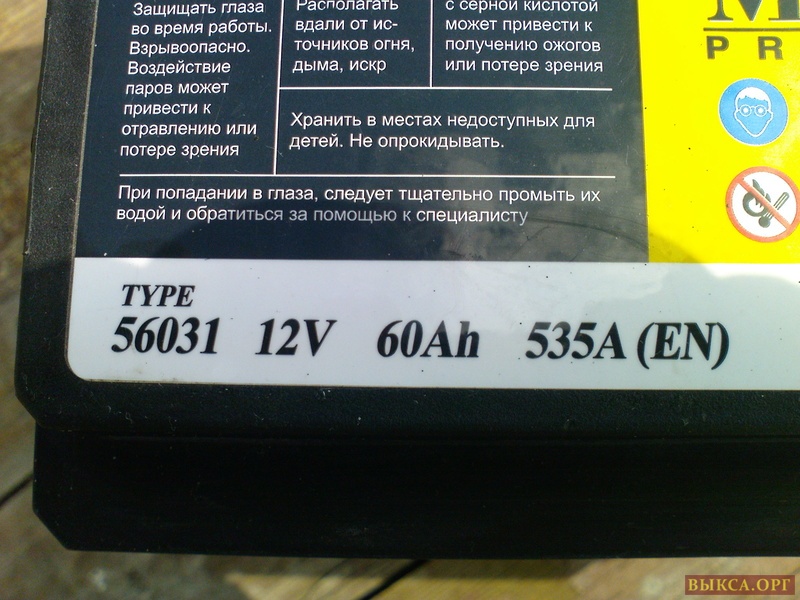 Защищать глаза
во время работы.
Взрывоопасно.
Воздействие
паров может
привести к
отравлению или
потере зрения
Располагать
вдали от ис-
точников огня,
дыма, искр
с серной кислотой
может привести к
получению ожогов
или потере зрения
Хранить в местах недоступных для
детей. Не опрокидывать.
При попадании в глаза, следует тщательно промыть их
водой и обратиться за помощью к специалисту
M
PR
TYPE
56031 12V 60Ah 535A (EN)
ВЫКСА.ОРГ